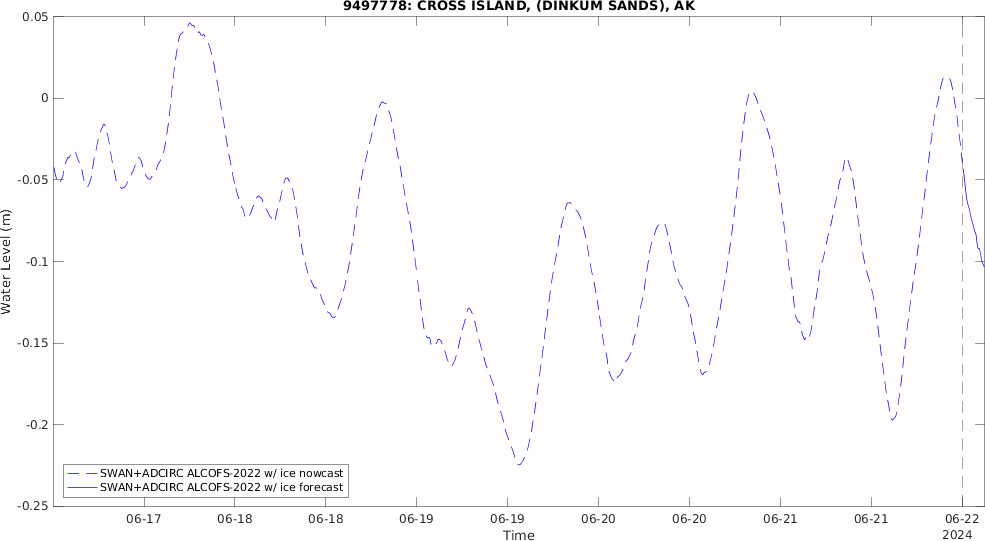 9497778: CROSS ISLAND, (DINKUM SANDS), AK
0.05
0
-0.05
-0.1
-0.15
-0.2
-0.25
Water Level (m)
SWAN+ADCIRC ALCOFS-2022 w/ ice nowcast
SWAN+ADCIRC ALCOFS-2022 w/ ice forecast
06-17 06-18 06-18 06-19 06-19 06-20 06-20 06-21 06-21 06-22
2024
Time